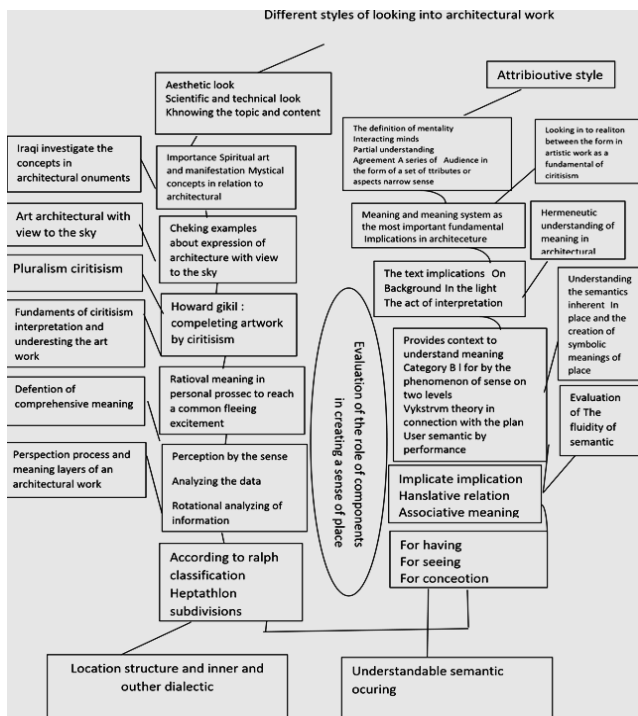 Different styles of looking into architectural work
Attribioutive style
Aesthetic look
Scientific and technical look
Khnowing the topic and content
The definition of mentality
Interacting minds
Partial understanding
Agreement A series of Audience in
the form of a set of ttributes or
aspects narrow sense
Looking in to realiton
between the form in
artistic work as a
fundamental of
ciritisism
Iraqi investigate the
concepts in
architectural onuments
Importance Spiritual art
and manifestation Mystical
concepts in relation to
architectural
Meaning and meaning system as
the most important fundamental
Implications in architeceture
Hermeneutic
understanding of
meaning in
architectural
Art architectural with
view to the sky
Cheking examples
about expression of
architecture with view
to the sky
The text implications On
Background In the light
The act of interpretation
Pluralism ciritisism
Howard gikil :
compeleting artwork
by ciritisism
Understanding
the semantics
inherent In
place and the
creation of
symbolic
meanings of
place
Fundaments of ciritisism
interpretation and
underesting the art
work
Provides context to
understand meaning
Category B l for by the
phenomenon of sense on
two levels
Vykstrvm theory in
connection with the plan
User semantic by
performance
Evaluation of the role of components
in creating a sense of place
Ratioval meaning in
personal prossec to reach
a common fleeing
excitement
Defention of
comprehensive meaning
Evaluation
of The
fluidity of
semantic
Perception by the sense
Analyzing the data
Rotational analyzing of
information
Perspection process and
meaning layers of an
architectural work
Implicate implication
Hanslative relation
Associative meaning
According to ralph
classification
Heptathlon
subdivisions
For having
For seeing
For conceotion
Location structure and inner and
outher dialectic
Understandable semantic
ocuring